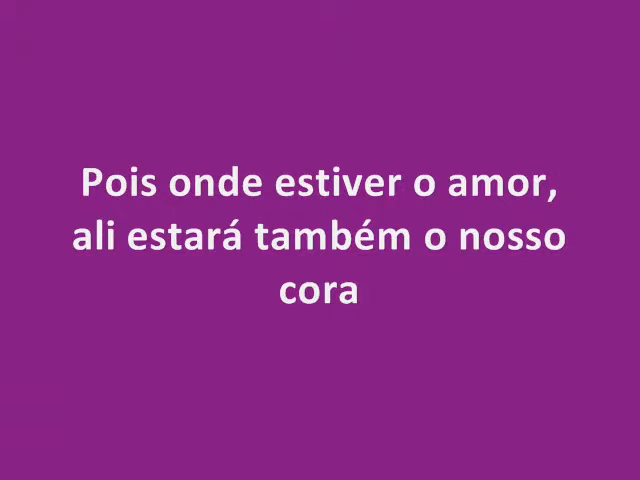 Pois onde estiver o amor,
ali estará também o nosso
cora